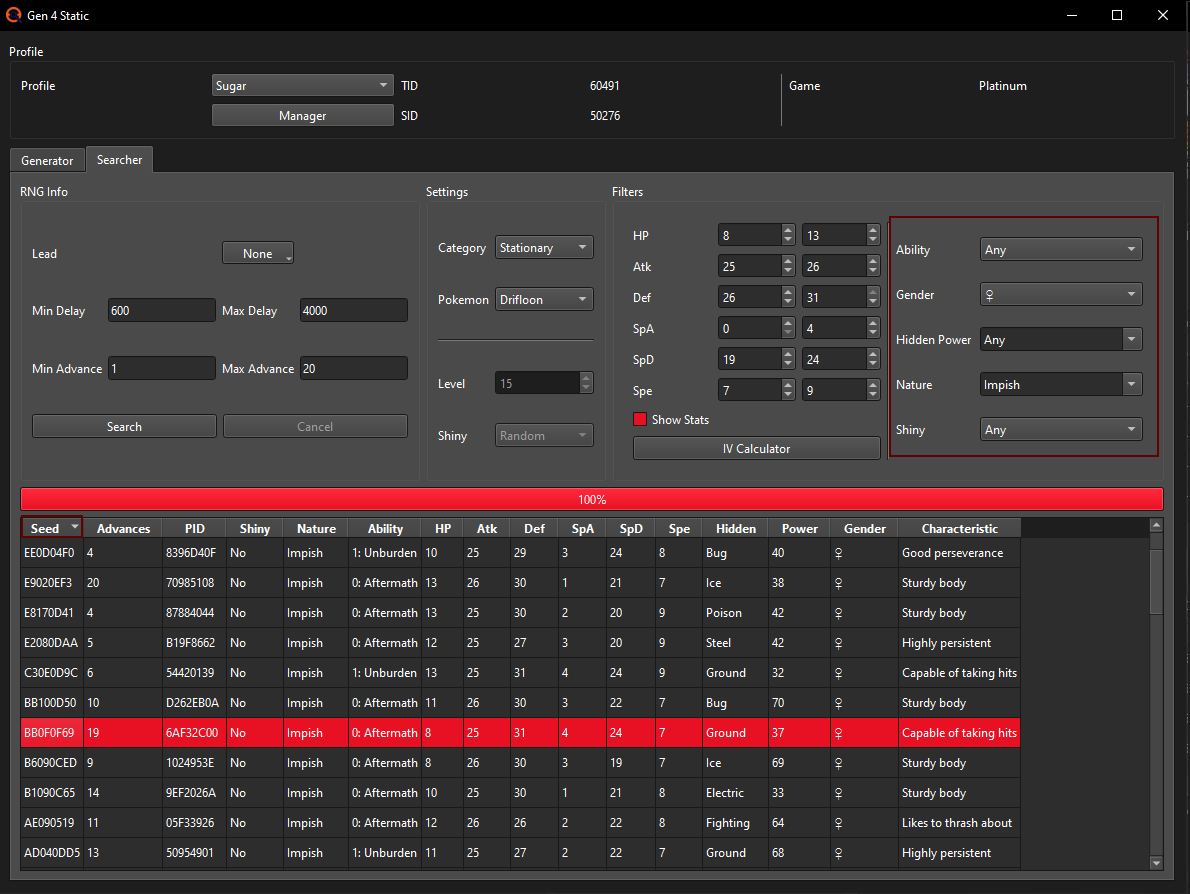 Gen 4 Static
Profile
Profile Sugar TID 60491 Game Platinum
Manager SID 50276
Generator Searcher
RNG Info Settings Filters
Lead None
Min Delay 600 Max Delay 4000
Min Advance 1 Max Advance 20
Search Cancel
Category Stationary
Pokemon Drifloon
Level 15
Shiny Random
HP 8 13
Atk 25 26
Def 26 31
SpA 0 4
SpD 19 24
Spe 7 9
Show Stats
IV Calculator
Ability Any
Gender ♀
Hidden Power Any
Nature Impish
Shiny Any
100%
Seed Advances PID Shiny Nature Ability HP Atk Def SpA SpD Spe Hidden Power Gender Characteristic
EE0D04F0 4 8396D40F No Impish 1: Unburden 10 25 29 3 24 8 Bug 40 ♀ Good perseverance
E9020EF3 20 70985108 No Impish 0: Aftermath 13 26 30 1 21 7 Ice 38 ♀ Sturdy body
E8170D41 4 87884044 No Impish 0: Aftermath 13 25 30 2 20 9 Poison 42 ♀ Sturdy body
E2080DAA 5 B19F8662 No Impish 0: Aftermath 12 25 27 3 20 9 Steel 42 ♀ Highly persistent
C30E0D9C 6 54420139 No Impish 1: Unburden 13 25 31 4 24 9 Ground 32 ♀ Capable of taking hits
BB100D50 10 D262EB0A No Impish 0: Aftermath 11 26 30 3 22 7 Bug 70 ♀ Sturdy body
BB0F0F69 19 6AF32C00 No Impish 0: Aftermath 8 25 31 4 24 7 Ground 37 ♀ Capable of taking hits
B6090CED 9 1024953E No Impish 0: Aftermath 8 26 30 3 19 7 Ice 69 ♀ Sturdy body
B1090C65 14 9EF2026A No Impish 0: Aftermath 10 25 30 1 21 8 Electric 33 ♀ Sturdy body
AE090519 11 05F33926 No Impish 0: Aftermath 12 26 26 2 22 8 Fighting 64 ♀ Likes to thrash about
AD040DD5 13 50954901 No Impish 1: Unburden 11 25 27 2 22 7 Ground 68 ♀ Highly persistent